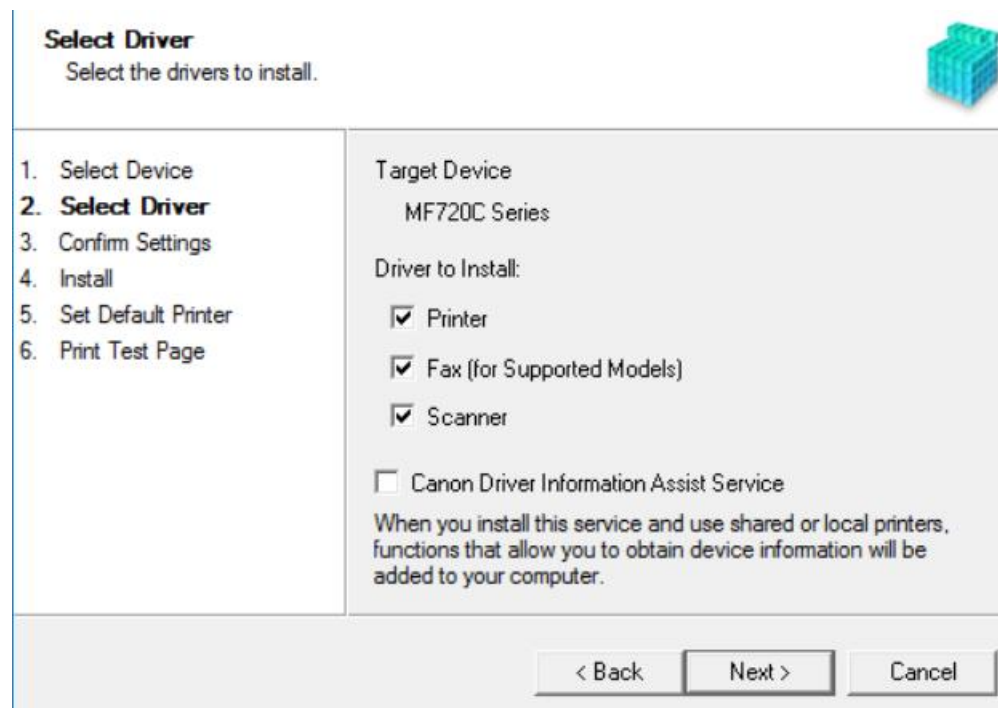 Select Driver
Select the drivers to install.
1. Select Device
2. Select Driver
3. Confirm Settings
4. Install
5. Set Default Printer
6. Print Test Page
Target Device
MF720C Series
Driver to Install:
Printer
Fax (for Supported Models)
Scanner
Canon Driver Information Assist Service
When you install this service and use shared or local printers,
functions that allow you to obtain device information will be
added to your computer.
< Back
Next >
Cancel